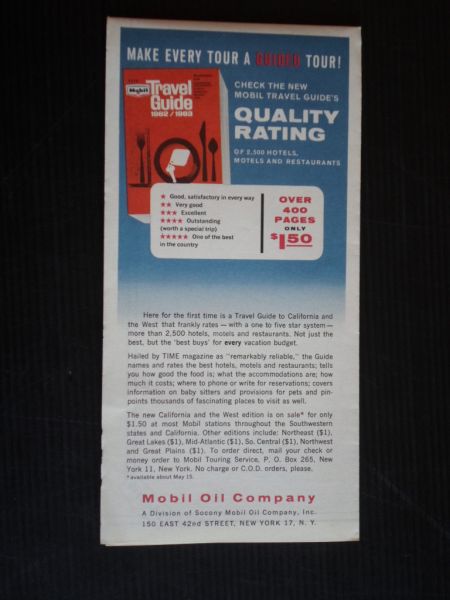 MAKE EVERY TOUR A GUIDED TOUR!
Mobil
Travel
Guide
1962/1963
CHECK THE NEW
MOBIL TRAVEL GUIDE'S
QUALITY
RATING
OF 2,500 HOTELS,
MOTELS AND RESTAURANTS
★ Good, satisfactory in every way
★★ Very good
★★★ Excellent
★★★★ Outstanding
(worth a special trip)
★★★★★ One of the best
in the country
OVER
400
PAGES
ONLY
$1.50
Here for the first time is a Travel Guide to California and
the West that frankly rates — with a one to five star system—
more than 2,500 hotels, motels and restaurants. Not just the
best, but the 'best buys' for every vacation budget.
Hailed by TIME magazine as "remarkably reliable," the Guide
names and rates the best hotels, motels and restaurants; tells
you how good the food is; what the accommodations are; how
much it costs; where to phone or write for reservations; covers
information on baby sitters and provisions for pets and pin-
points thousands of fascinating places to visit as well.
The new California and the West edition is on sale* for only
$1.50 at most Mobil stations throughout the Southwestern
states and California. Other editions include: Northeast ($1),
Great Lakes ($1), Mid-Atlantic ($1), So. Central ($1), Northwest
and Great Plains ($1). To order direct, mail your check or
money order to Mobil Touring Service, P. O. Box 265, New
York 11, New York. No charge or C.O.D. orders, please.
*available about May 15.
Mobil Oil Company
A Division of Socony Mobil Oil Company, Inc.
150 EAST 42nd STREET, NEW YORK 17, N. Y.